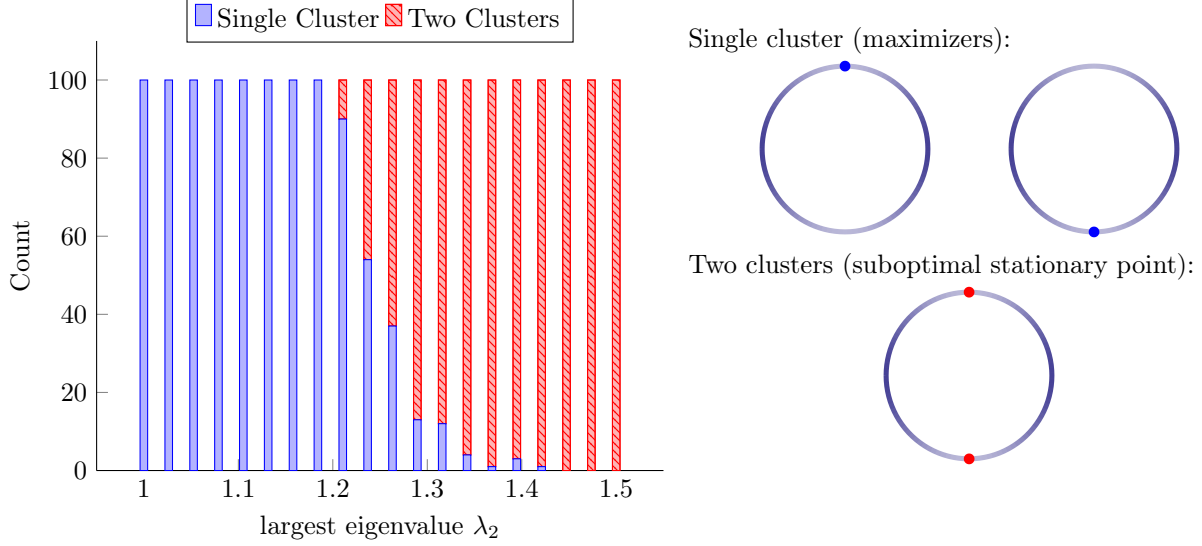 Single Cluster Two Clusters
Count
100
80
60
40
20
0
1 1.1 1.2 1.3 1.4 1.5
largest eigenvalue λ₂
Single cluster (maximizers):
Two clusters (suboptimal stationary point):